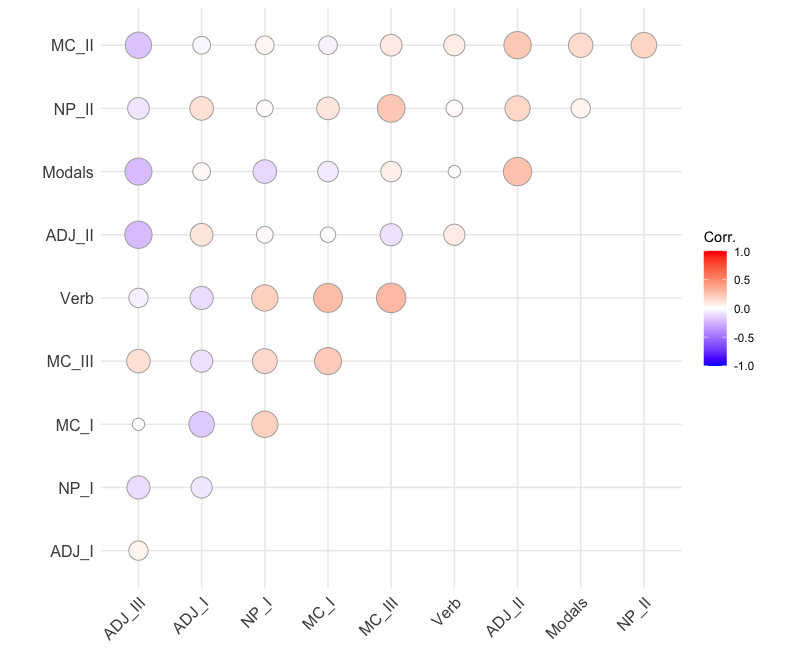 MC_II
NP_II
Modals
ADJ_II
Verb
MC_III
MC_I
NP_I
ADJ_I
ADJ_III
ADJ_I
NP_I
MC_I
MC_III
Verb
ADJ_II
Modals
NP_II
Corr.
1.0
0.5
0.0
-0.5
-1.0